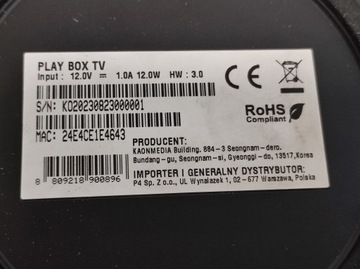 PLAY BOX TV
Input : 12.0V ⎓ 1.0A 12.0W HW : 3.0
S/N: KO20230823000001
MAC: 24E4CE1E4643
CE
RoHS
Compliant
PRODUCENT:
KAONMEDIA Building. 884-3 Seongnam-daero.
Bundang-gu, Seongnam-si, Gyeonggi-do, 13517,Korea
IMPORTER I GENERALNY DYSTRYBUTOR:
P4 Sp. Z o.o., UL Wynalazek 1, 02-677 Warszawa, Polska
8 809218 900896